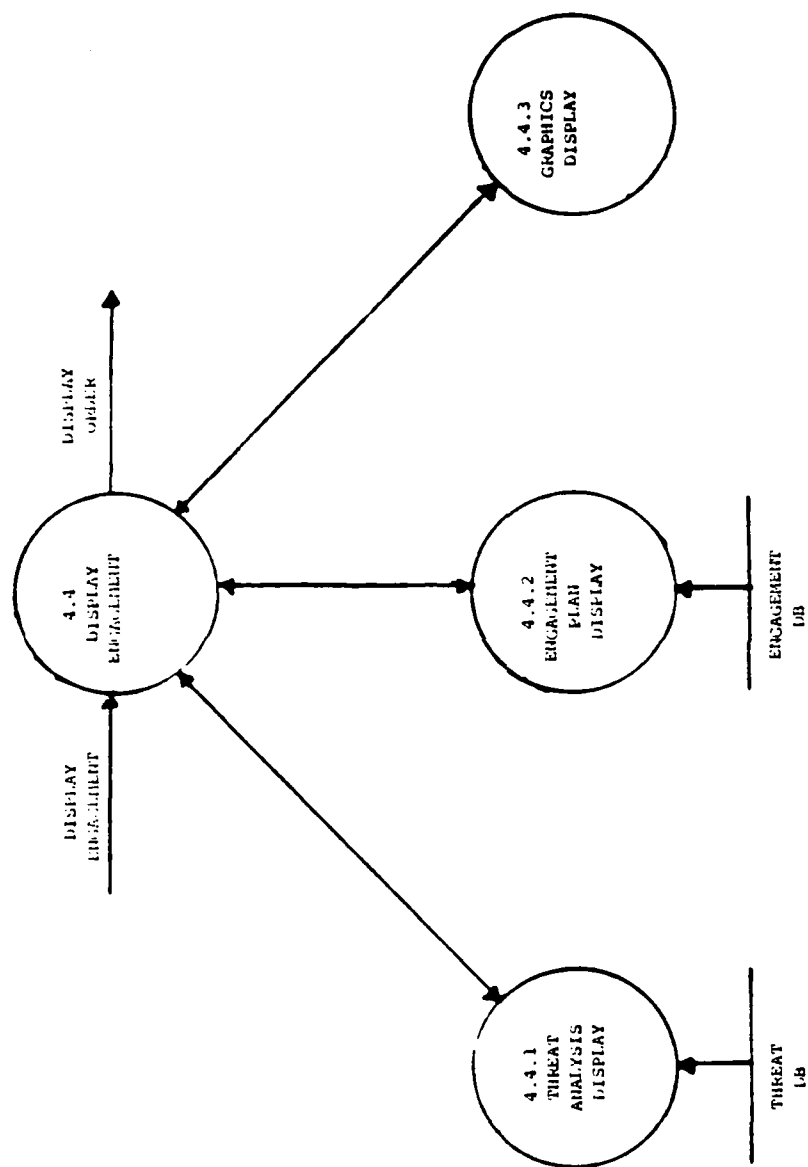 DISPLAY
ENGAGEMENT
4.4
DISPLAY
ENGAGEMENT
DISPLAY
ORDER
4.4.1
THREAT
ANALYSIS
DISPLAY
4.4.2
ENGAGEMENT
PLAN
DISPLAY
4.4.3
GRAPHICS
DISPLAY
THREAT
DB
ENGAGEMENT
DB